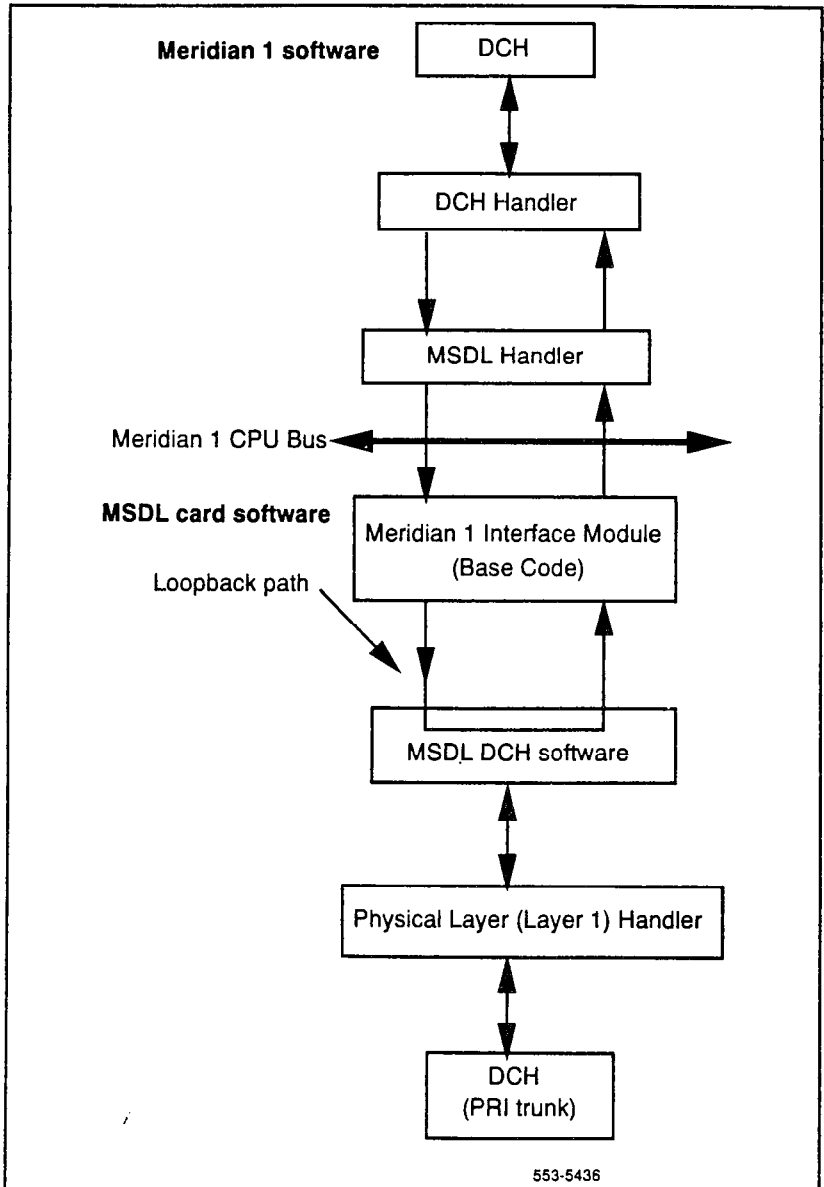 Meridian 1 software
DCH
DCH Handler
MSDL Handler
Meridian 1 CPU Bus
MSDL card software
Meridian 1 Interface Module
(Base Code)
Loopback path
MSDL DCH software
Physical Layer (Layer 1) Handler
DCH
(PRI trunk)
553-5436